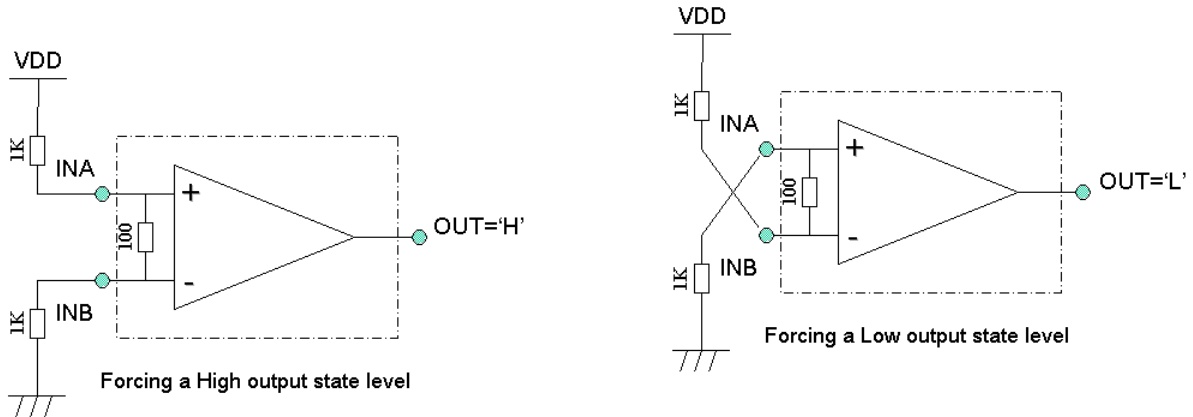 VDD
1K
INA
+
100
-
OUT='H'
INB
1K
Forcing a High output state level
VDD
1K
INA
+
100
-
OUT='L'
INB
1K
Forcing a Low output state level